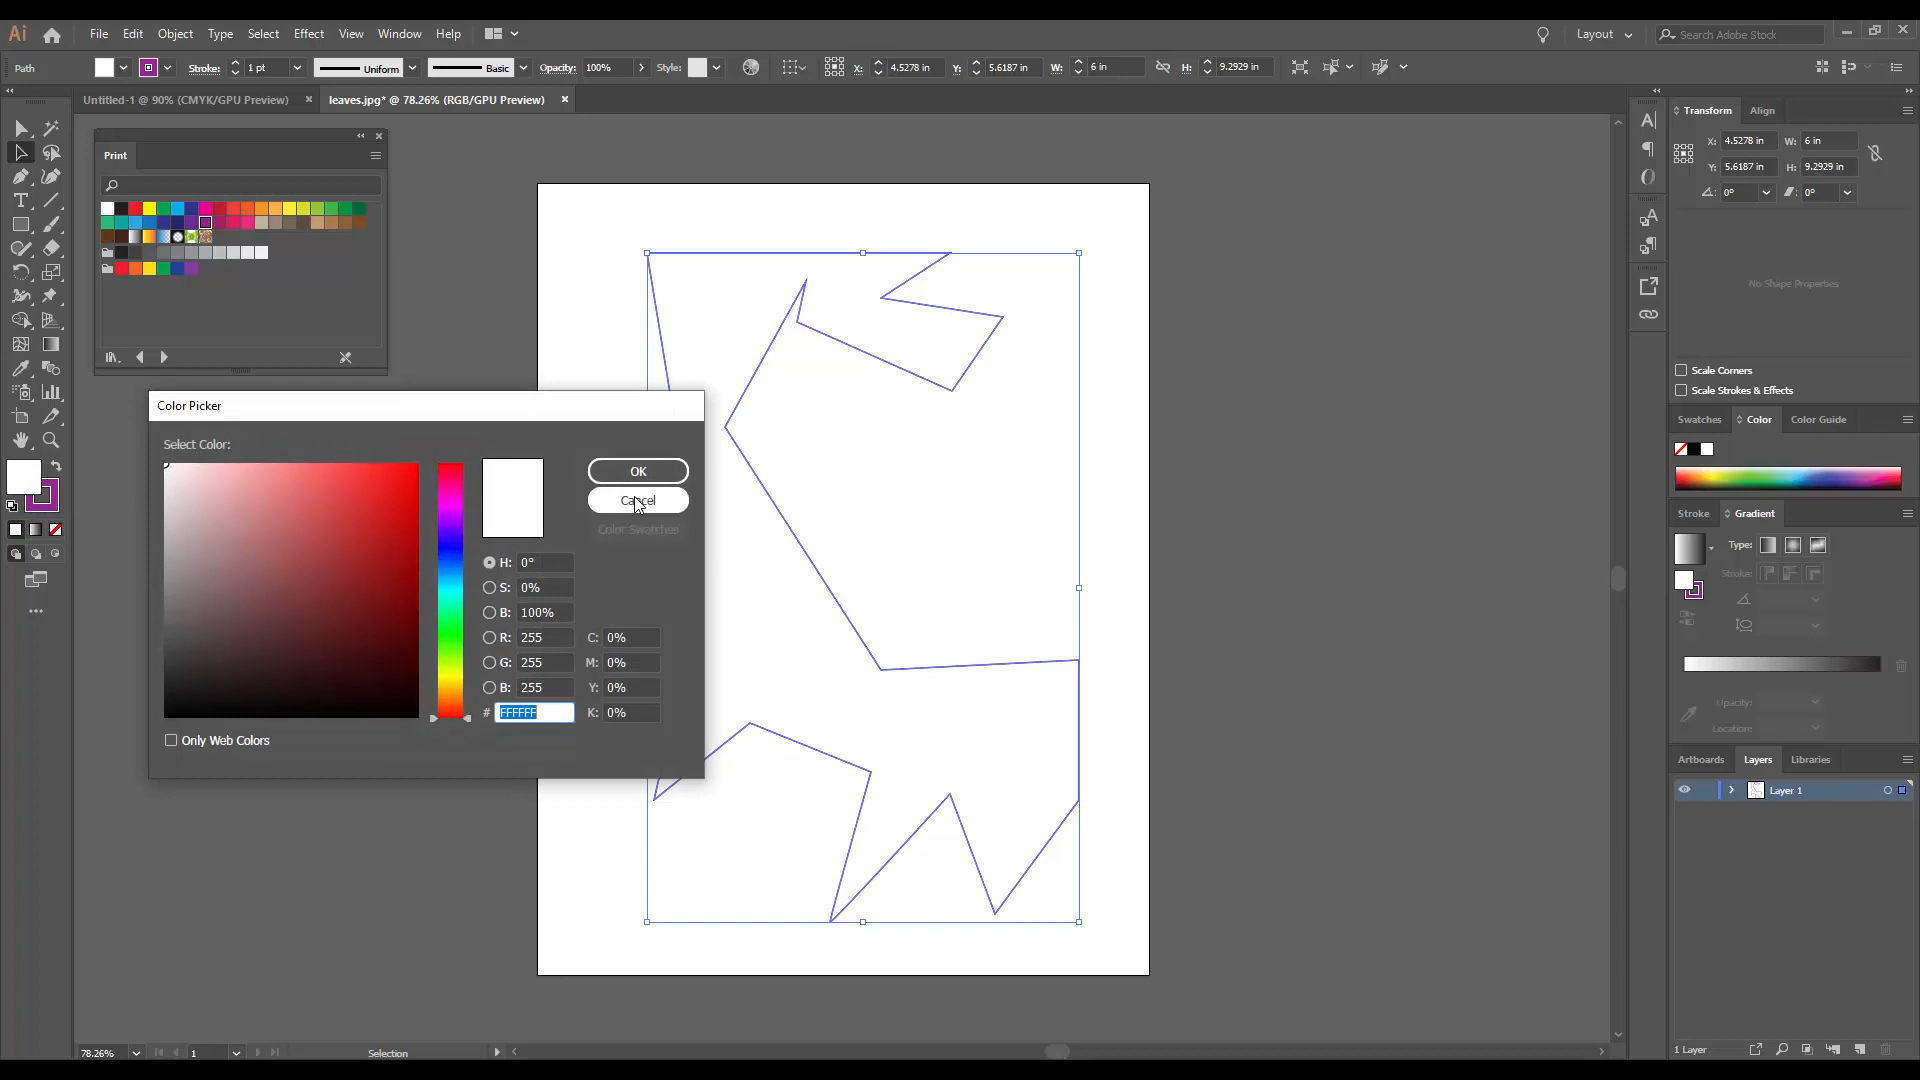 Ai File Edit Object Type Select Effect View Window Help Layout Search Adobe Stock
Path Stroke: 1 pt Uniform Basic Opacity: 100% Style: X: 4.5278 in Y: 5.6187 in W: 6 in H: 9.2929 in
Untitled-1 @ 90% (CMYK/GPU Preview) leaves.jpg* @ 78.26% (RGB/GPU Preview)
Print
Color Picker
Select Color:
OK
Cancel
Color Swatches
H: 0°
S: 0%
B: 100%
R: 255 C: 0%
G: 255 M: 0%
B: 255 Y: 0%
# FFFFFF K: 0%
Only Web Colors
Transform Align
X: 4.5278 in W: 6 in
Y: 5.6187 in H: 9.2929 in
0° 0°
No Shape Properties
Scale Corners
Scale Strokes & Effects
Swatches Color Color Guide
Stroke Gradient
Type:
Stroke:
Opacity:
Location:
Artboards Layers Libraries
Layer 1
1 Layer
78.26% 1 Selection